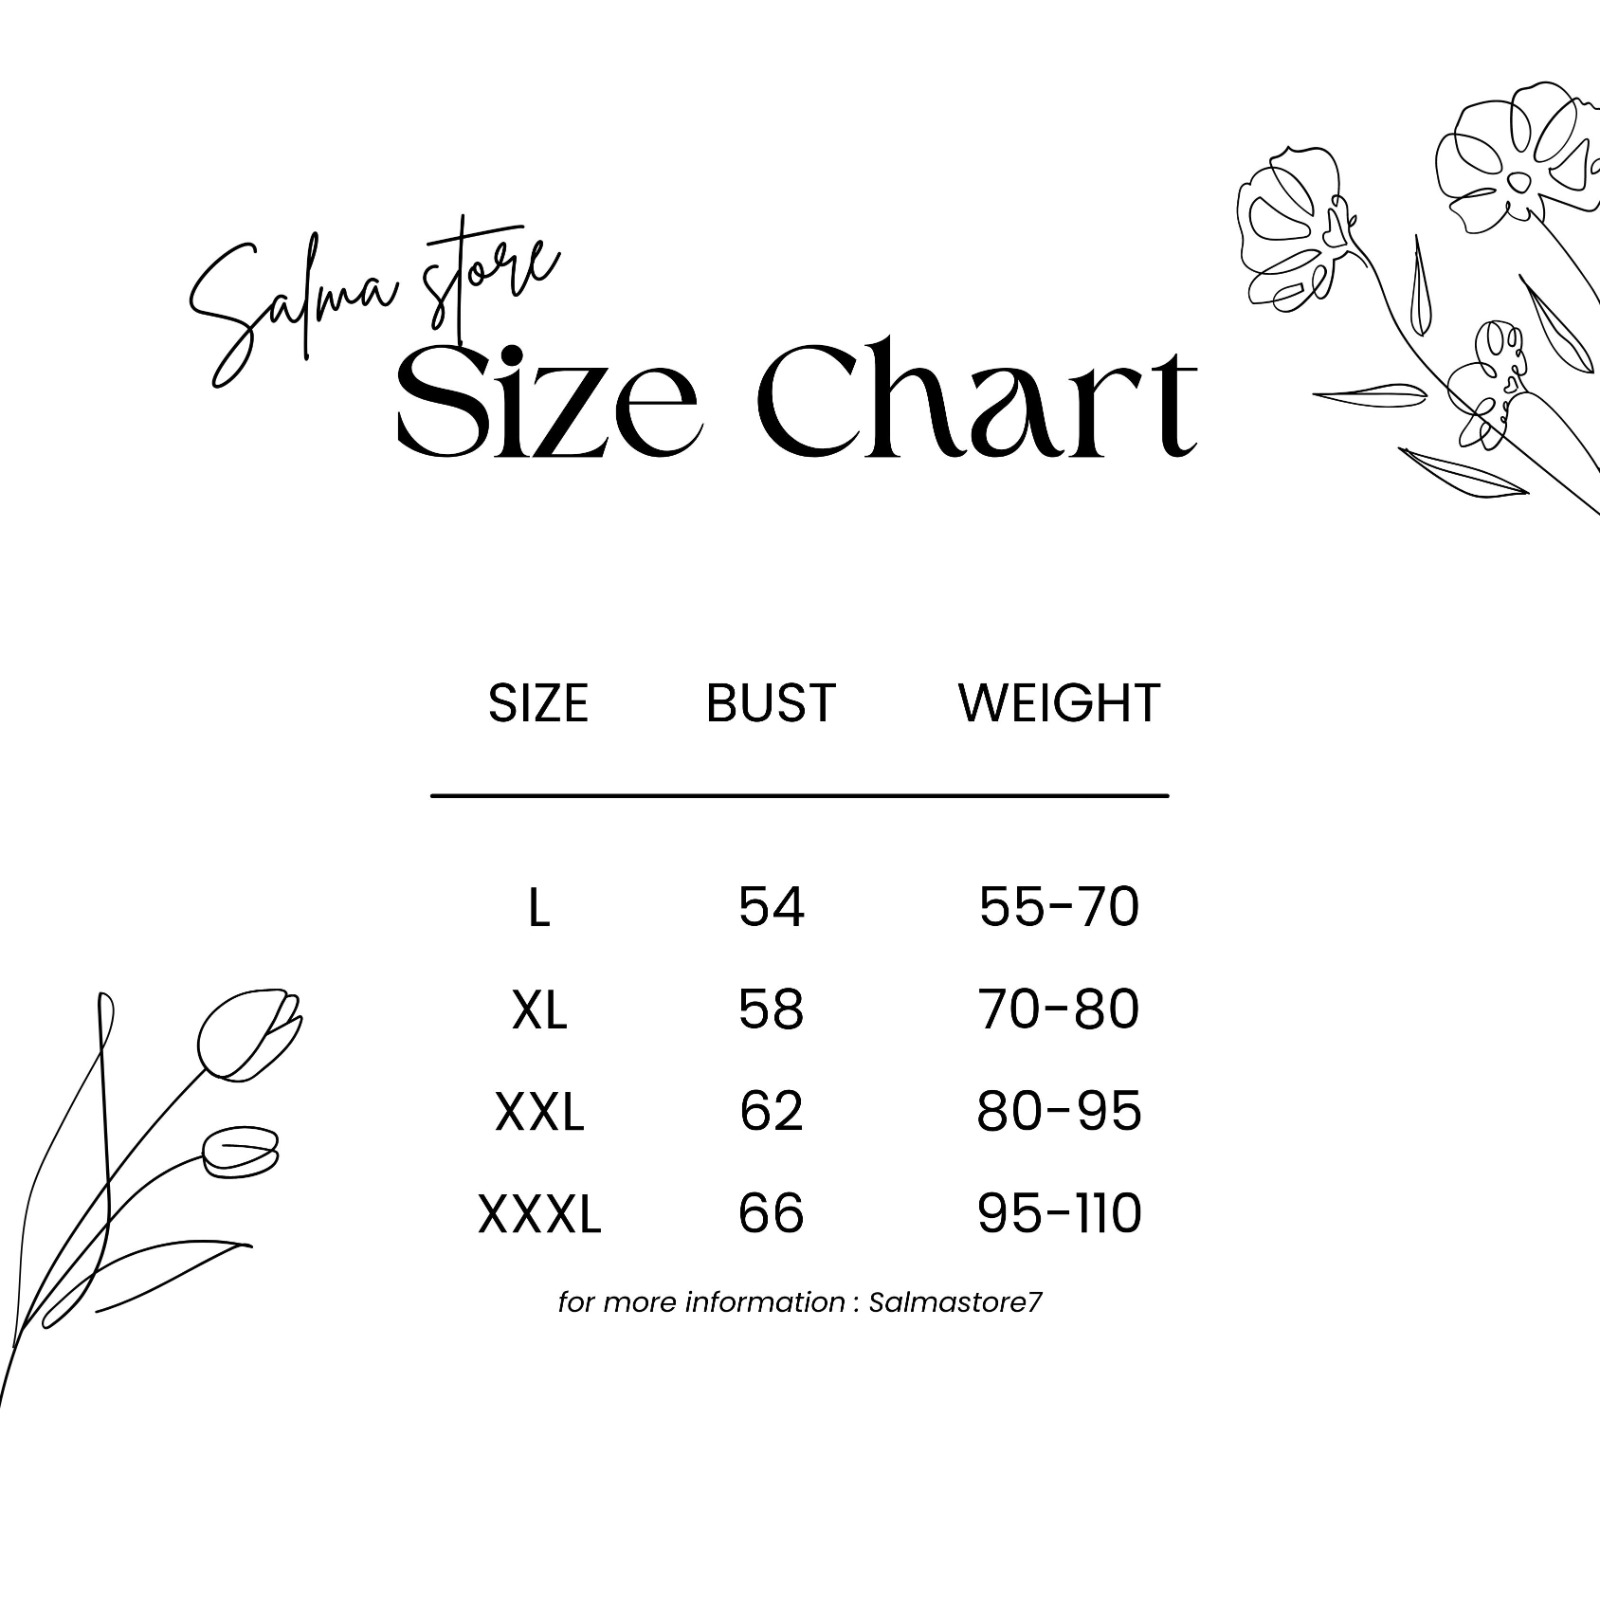 Salma store
Size Chart
SIZE BUST WEIGHT
L 54 55-70
XL 58 70-80
XXL 62 80-95
XXXL 66 95-110
for more information : Salmastore7